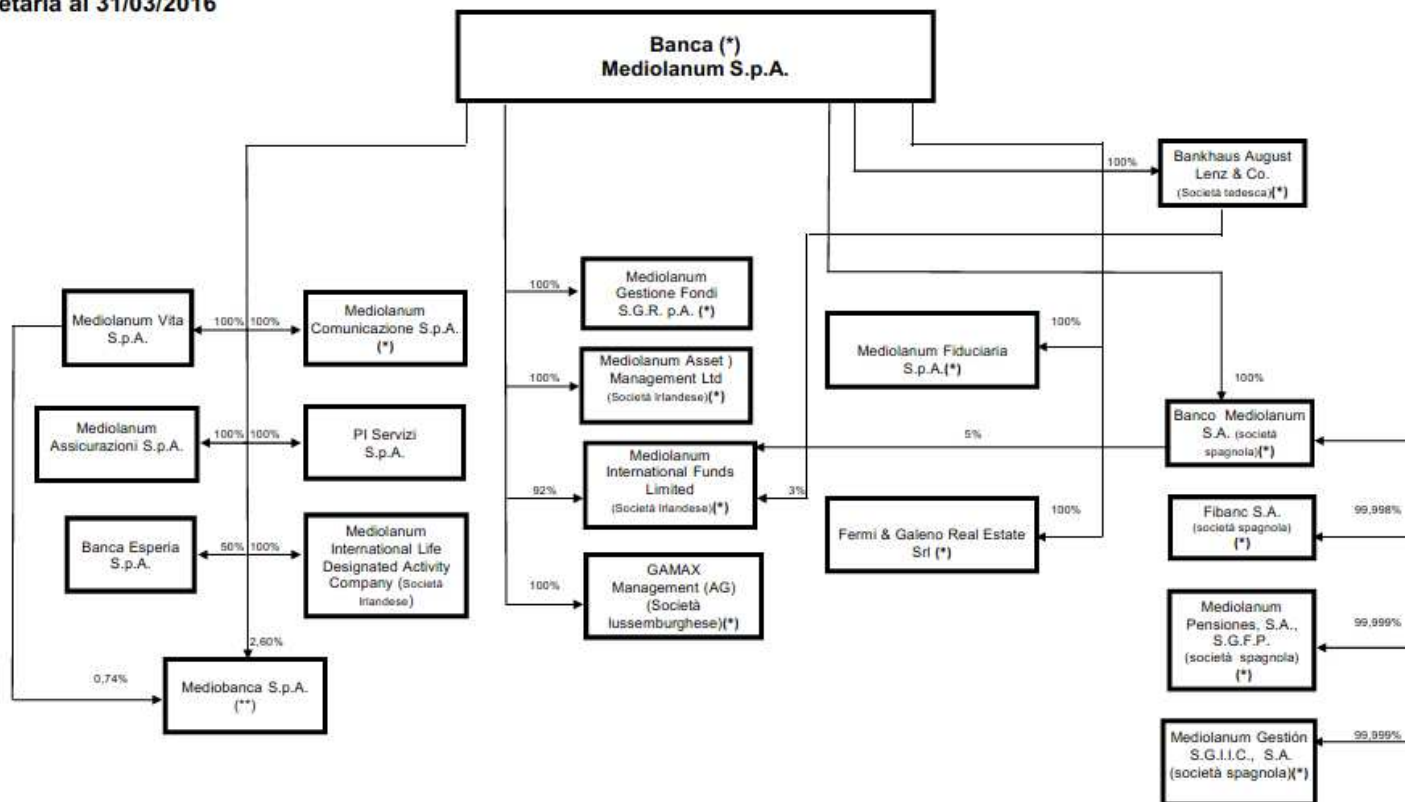 etaria al 31/03/2016
Banca (*)
Mediolanum S.p.A.
100%
Bankhaus August
Lenz & Co.
(Società tedesca)(*)
Mediolanum Vita
S.p.A.
100%
100%
Mediolanum
Comunicazione S.p.A.
(*)
100%
Mediolanum
Gestione Fondi
S.G.R. p.A. (*)
100%
Mediolanum Asset )
Management Ltd
(Società Irlandese)(*)
Mediolanum Fiduciaria
S.p.A.(*)
100%
100%
Banco Mediolanum
S.A. (società
spagnola)(*)
Mediolanum
Assicurazioni S.p.A.
100%
100%
PI Servizi
S.p.A.
5%
92%
Mediolanum
International Funds
Limited
(Società Irlandese)(*)
3%
Fermi & Galeno Real Estate
Srl (*)
100%
Fibanc S.A.
(società spagnola)
(*)
99,998%
Banca Esperia
S.p.A.
50%
100%
Mediolanum
International Life
Designated Activity
Company (Società
Irlandese)
100%
GAMAX
Management (AG)
(Società
lussemburghese)(*)
Mediolanum
Pensiones, S.A.,
S.G.F.P.
(società spagnola)
(*)
99,999%
2,60%
0,74%
Mediobanca S.p.A.
(**)
Mediolanum Gestión
S.G.I.I.C., S.A.
(società spagnola)(*)
99,999%